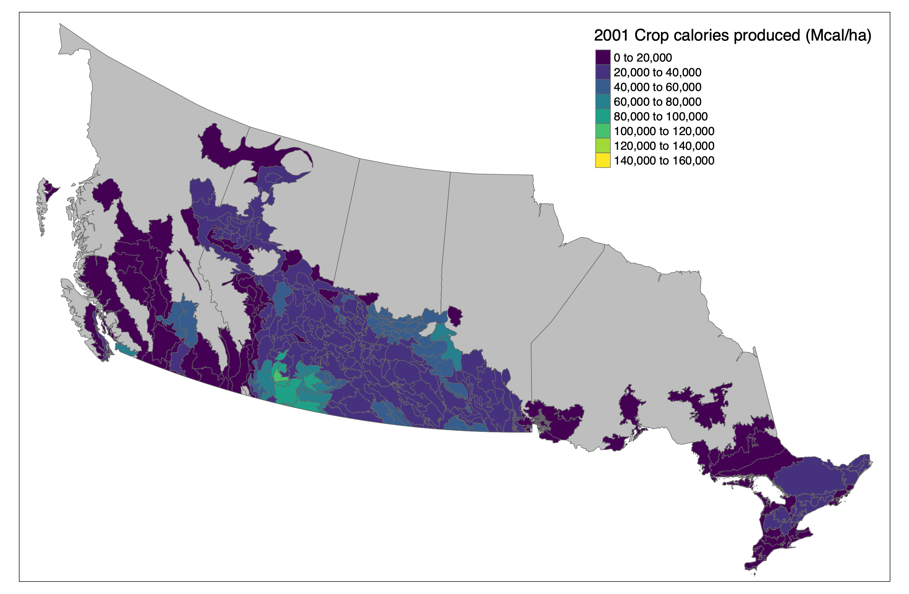 2001 Crop calories produced (Mcal/ha)
0 to 20,000
20,000 to 40,000
40,000 to 60,000
60,000 to 80,000
80,000 to 100,000
100,000 to 120,000
120,000 to 140,000
140,000 to 160,000